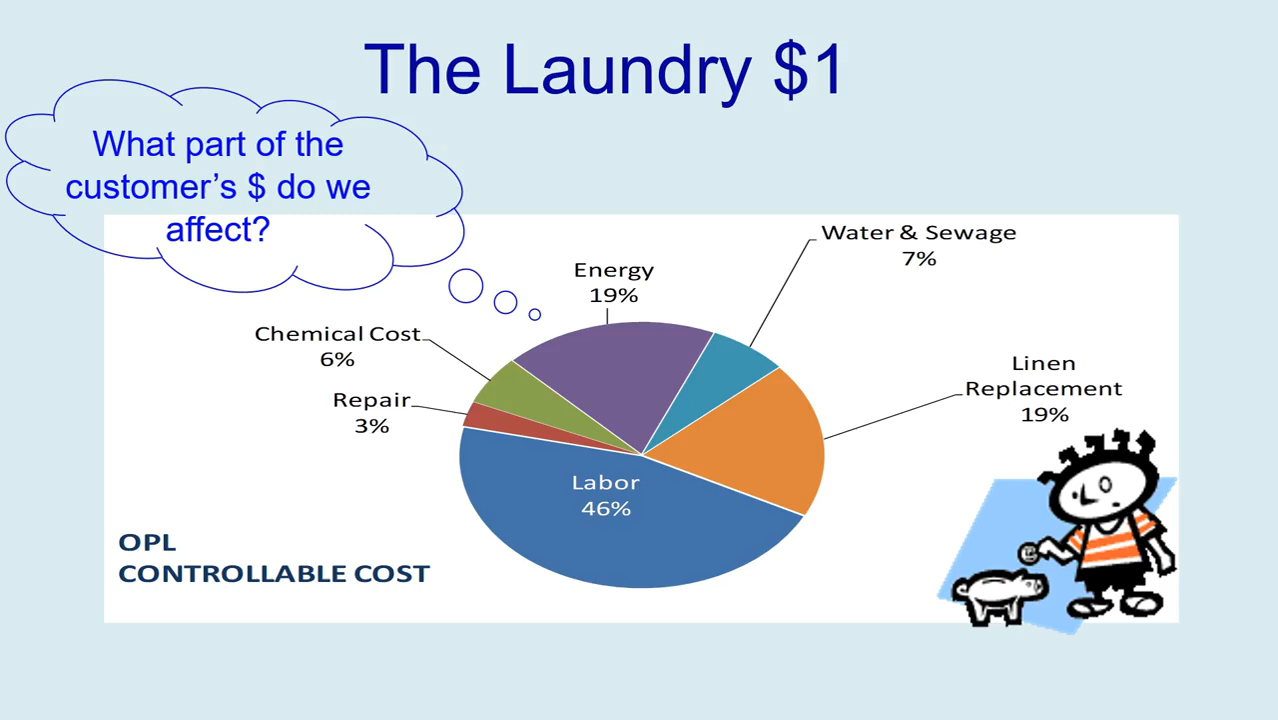 The Laundry $1
What part of the
customer’s $ do we
affect?
Water & Sewage
7%
Energy
19%
Chemical Cost
6%
Linen
Replacement
19%
Repair
3%
Labor
46%
OPL
CONTROLLABLE COST